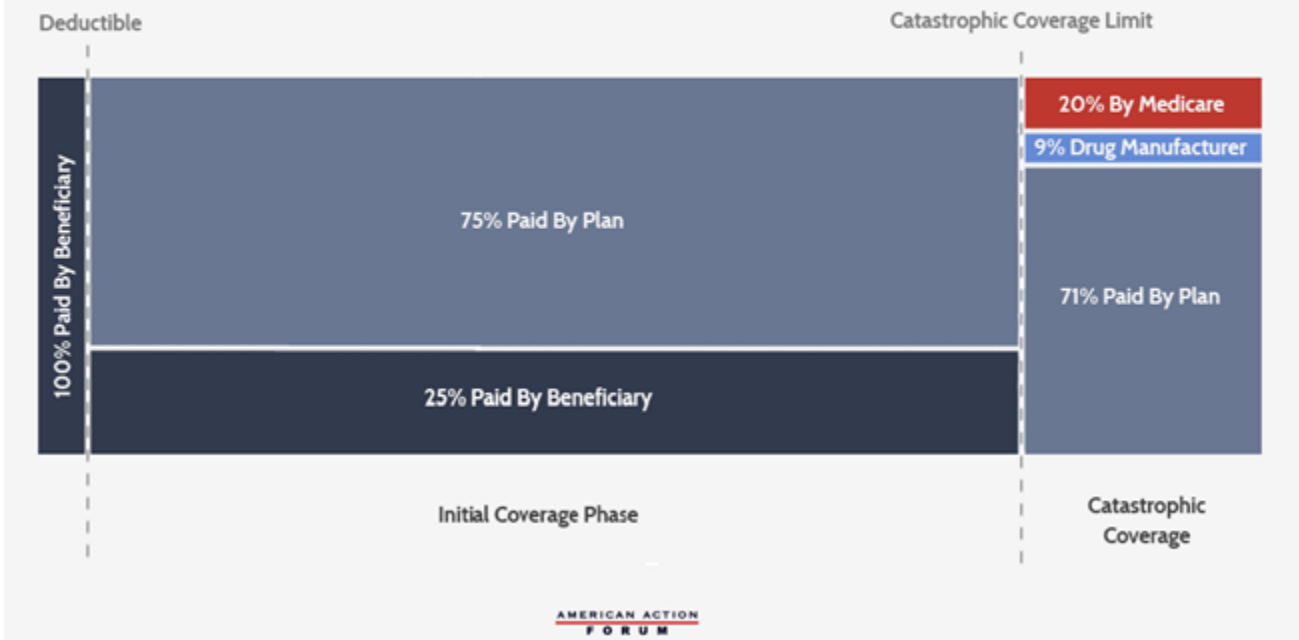 Deductible
Catastrophic Coverage Limit
100% Paid By Beneficiary
75% Paid By Plan
25% Paid By Beneficiary
20% By Medicare
9% Drug Manufacturer
71% Paid By Plan
Initial Coverage Phase
Catastrophic
Coverage
AMERICAN ACTION
FORUM